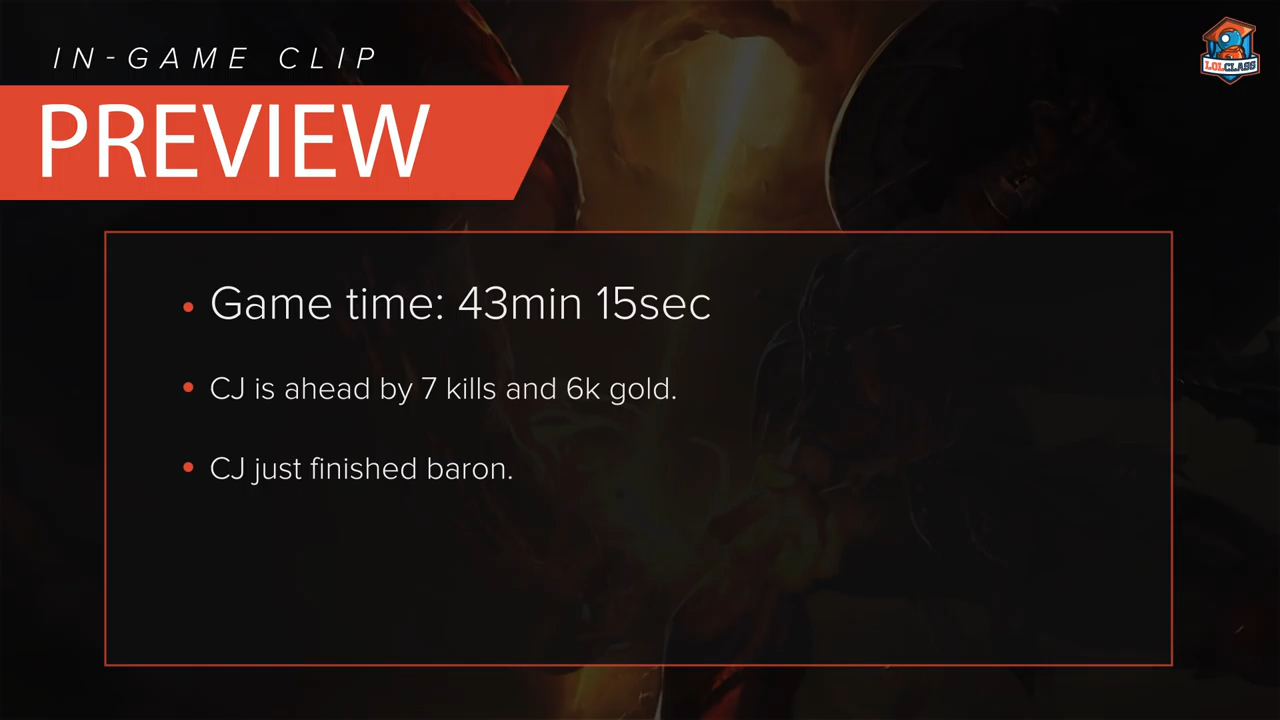 IN-GAME CLIP
PREVIEW
LOLCLASS
• Game time: 43min 15sec
• CJ is ahead by 7 kills and 6k gold.
• CJ just finished baron.